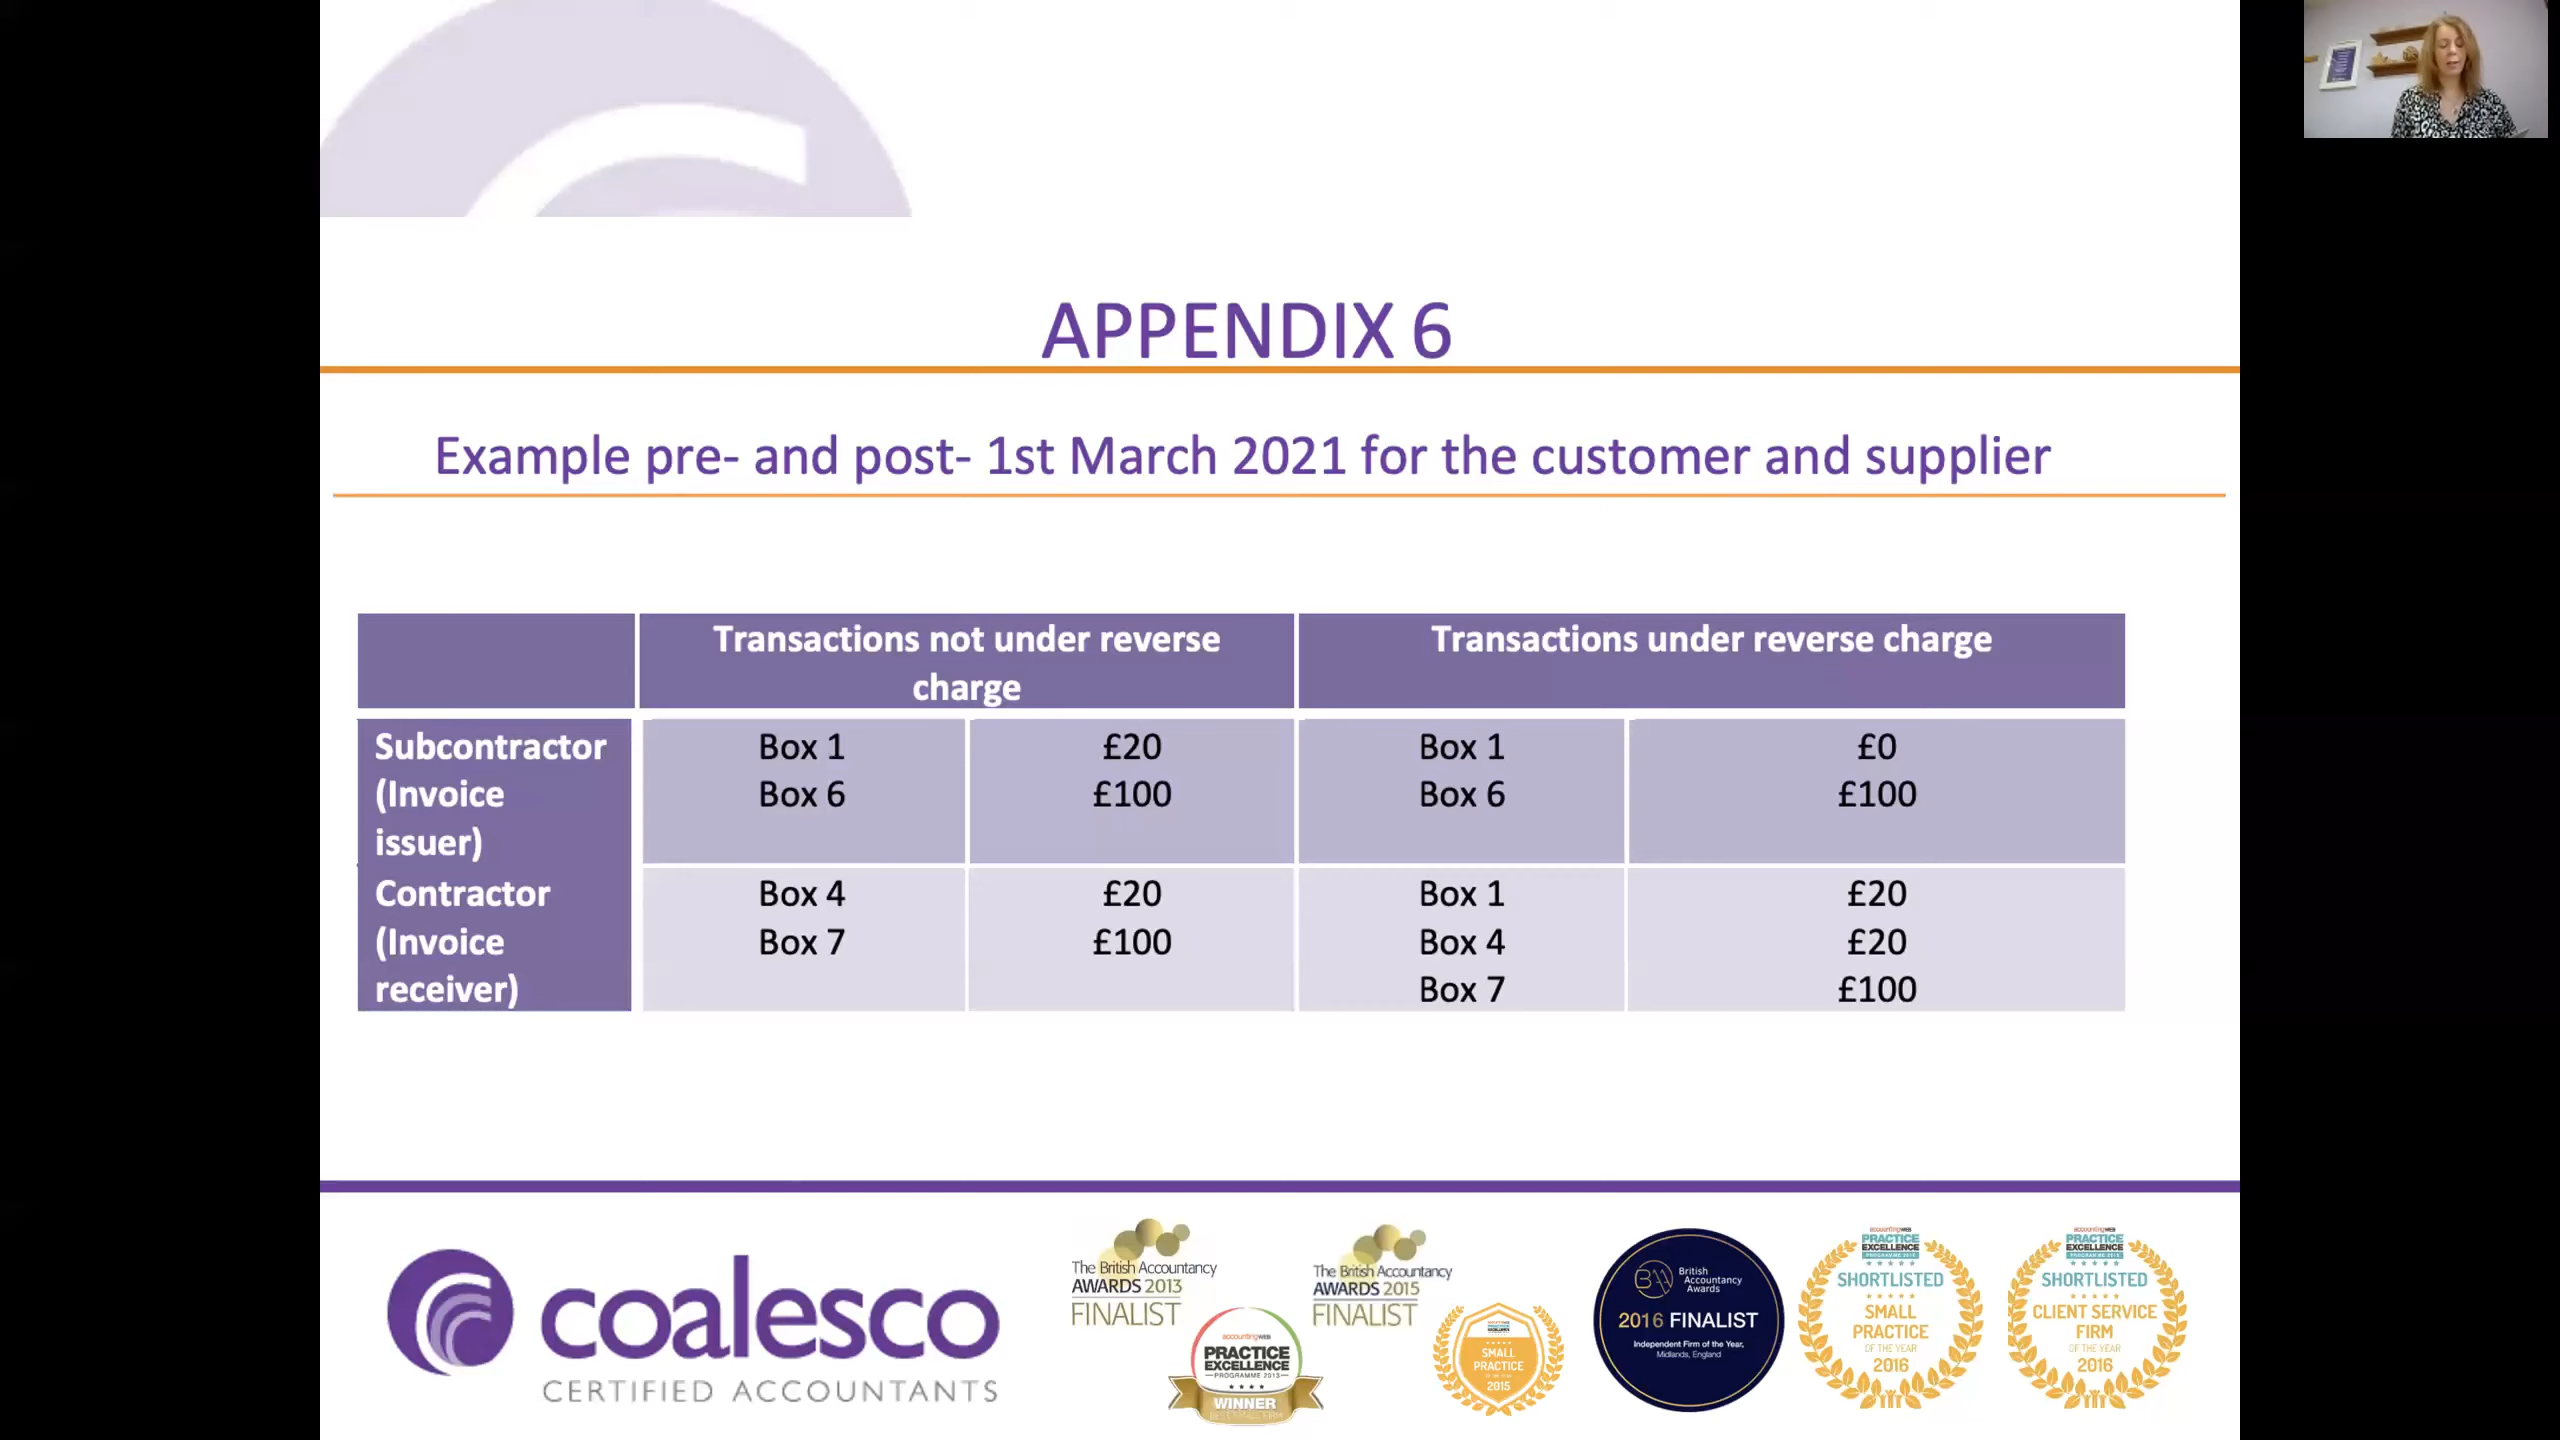 APPENDIX 6
Example pre- and post- 1st March 2021 for the customer and supplier
Transactions not under reverse
charge
Transactions under reverse charge
Subcontractor
(Invoice
issuer)
Box 1
Box 6
£20
£100
Box 1
Box 6
£0
£100
Contractor
(Invoice
receiver)
Box 4
Box 7
£20
£100
Box 1
Box 4
Box 7
£20
£20
£100
coalesco
CERTIFIED ACCOUNTANTS
The British Accountancy
AWARDS 2013
FINALIST
accountingWEB
PRACTICE
EXCELLENCE
PROGRAMME 2013
WINNER
The British Accountancy
AWARDS 2015
FINALIST
SMALL
PRACTICE
2015
British
Accountancy
Awards
2016 FINALIST
Independent Firm of the Year,
Midlands, England
accountingWEB
PRACTICE
EXCELLENCE
SHORTLISTED
SMALL
PRACTICE
OF THE YEAR
2016
accountingWEB
PRACTICE
EXCELLENCE
SHORTLISTED
CLIENT SERVICE
FIRM
OF THE YEAR
2016